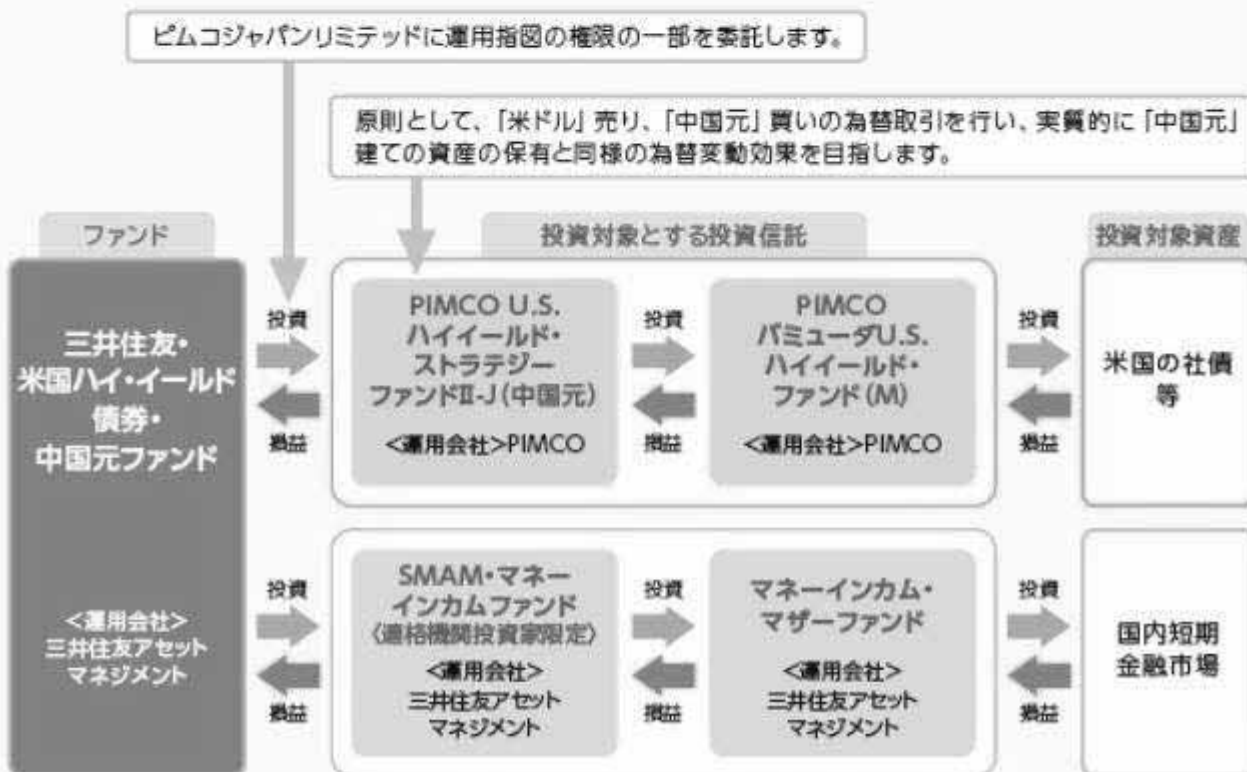 ピムコジャパンリミテッドに運用指図の権限の一部を委託します。
原則として、「米ドル」売り、「中国元」買いの為替取引を行い、実質的に「中国元」
建ての資産の保有と同様の為替変動効果を目指します。
ファンド
投資対象とする投資信託
投資対象資産
三井住友・
米国ハイ・イールド
債券・
中国元ファンド
<運用会社>
三井住友アセット
マネジメント
投資
損益
PIMCO U.S.
ハイイールド・
ストラテジー
ファンドII-J(中国元)
<運用会社>PIMCO
投資
損益
PIMCO
バミューダU.S.
ハイイールド・
ファンド(M)
<運用会社>PIMCO
投資
損益
米国の社債
等
投資
損益
SMAM・マネー
インカムファンド
〈適格機関投資家限定〉
<運用会社>
三井住友アセット
マネジメント
投資
損益
マネーインカム・
マザーファンド
<運用会社>
三井住友アセット
マネジメント
投資
損益
国内短期
金融市場